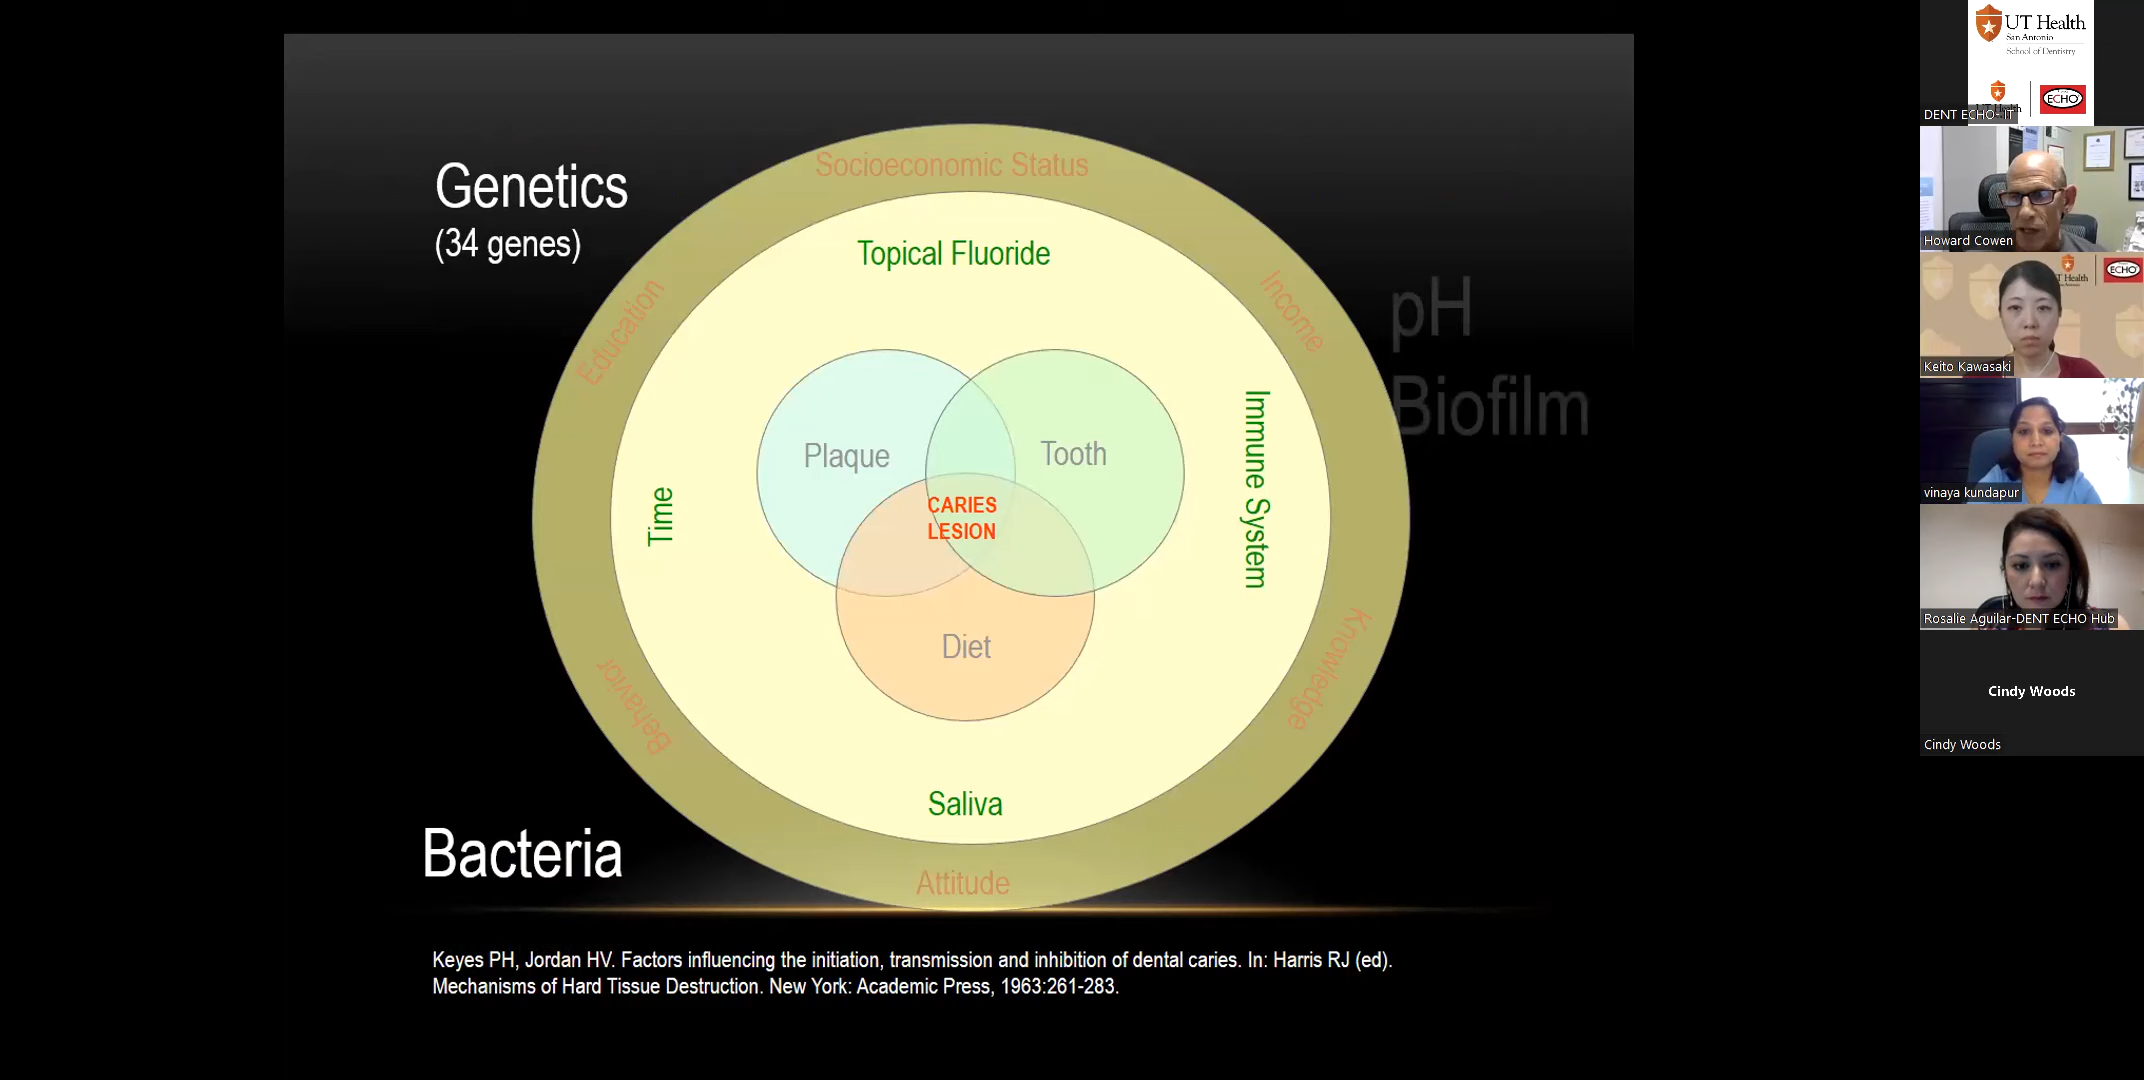 Genetics
(34 genes)
Socioeconomic Status
Education
Income
Topical Fluoride
pH
Biofilm
Immune System
Time
Plaque
Tooth
CARIES
LESION
Diet
Behavior
Knowledge
Saliva
Bacteria
Attitude
Keyes PH, Jordan HV. Factors influencing the initiation, transmission and inhibition of dental caries. In: Harris RJ (ed).
Mechanisms of Hard Tissue Destruction. New York: Academic Press, 1963:261-283.
UT Health
San Antonio
School of Dentistry
ECHO
DENT ECHO- IT
Howard Cowen
ECHO
Keito Kawasaki
vinaya kundapur
Rosalie Aguilar-DENT ECHO Hub
Cindy Woods
Cindy Woods